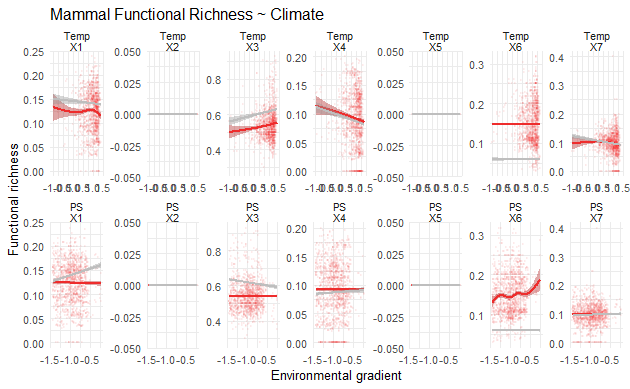 Mammal Functional Richness ~ Climate
Temp Temp Temp Temp Temp Temp Temp
X1 X2 X3 X4 X5 X6 X7
0.25 0.20 0.15 0.10 0.05 0.00
0.050 0.025 0.000 -0.025 -0.050
0.8 0.6 0.4
0.20 0.15 0.10 0.05 0.00
0.050 0.025 0.000 -0.025 -0.050
0.3 0.2 0.1
0.4 0.3 0.2 0.1 0.0
Functional richness
PS PS PS PS PS PS PS
X1 X2 X3 X4 X5 X6 X7
0.25 0.20 0.15 0.10 0.05 0.00
0.050 0.025 0.000 -0.025 -0.050
0.8 0.6 0.4
0.20 0.15 0.10 0.05 0.00
0.050 0.025 0.000 -0.025 -0.050
0.3 0.2 0.1
0.4 0.3 0.2 0.1 0.0
-1.5-1.0-0.5 -1.5-1.0-0.5 -1.5-1.0-0.5 -1.5-1.0-0.5 -1.5-1.0-0.5 -1.5-1.0-0.5 -1.5-1.0-0.5
Environmental gradient